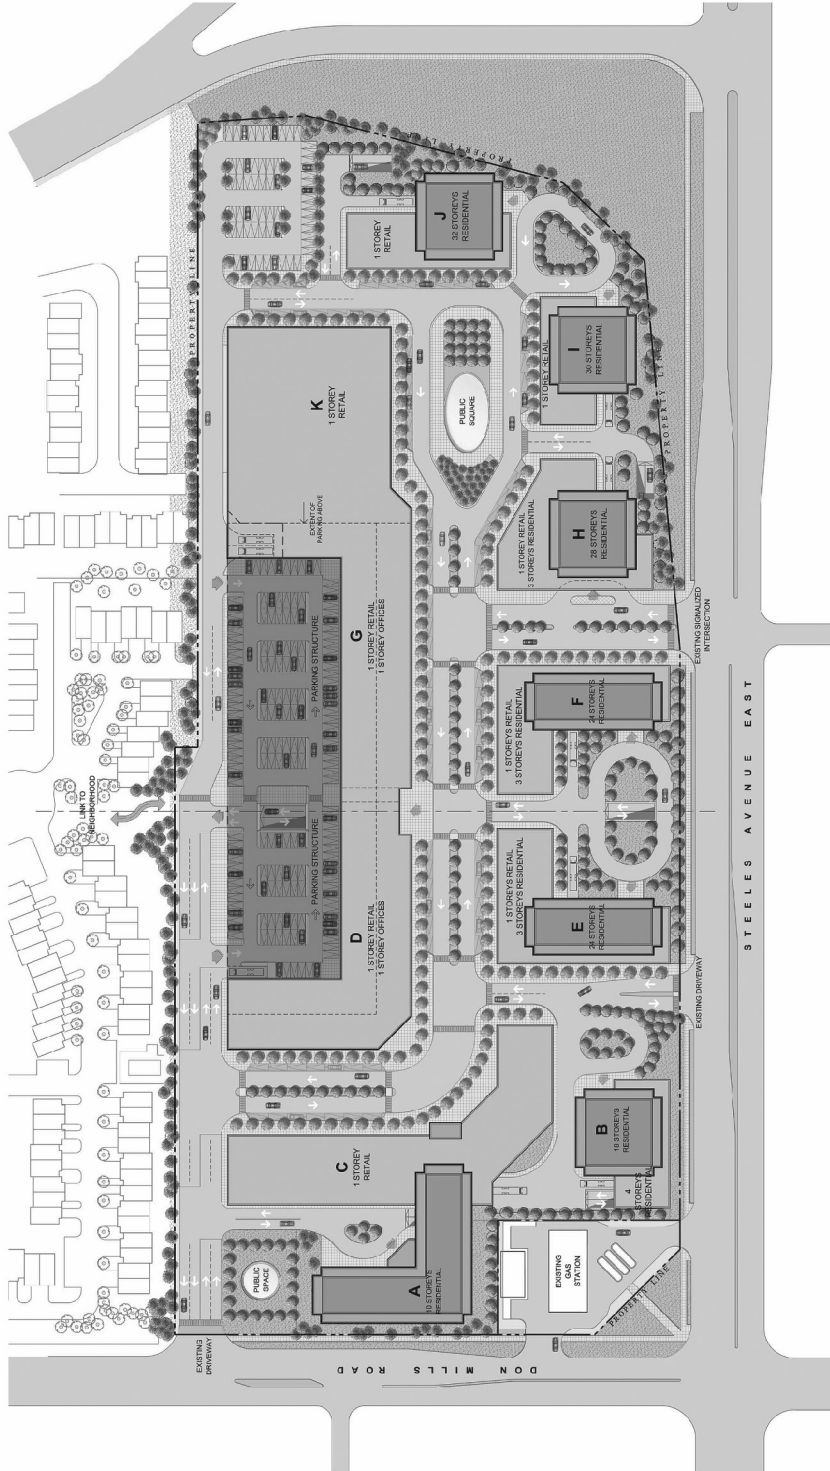 LINK TO
NEIGHBORHOOD
PROPERTY LINE
EXISTING
DRIVEWAY
PUBLIC
SPACE
DON MILLS ROAD
A
10 STOREYS
RESIDENTIAL
C
1 STOREY
RETAIL
PARKING STRUCTURE
PARKING STRUCTURE
D
1 STOREY RETAIL
1 STOREY OFFICES
G
1 STOREY RETAIL
1 STOREY OFFICES
EXTENT OF
PARKING ABOVE
K
1 STOREY
RETAIL
1 STOREY
RETAIL
J
32 STOREYS
RESIDENTIAL
PROPERTY LINE
PUBLIC
SQUARE
EXISTING
GAS
STATION
PROPERTY LINE
B
18 STOREYS
RESIDENTIAL
4
STOREYS
RESIDENTIAL
1 STOREYS RETAIL
3 STOREYS RESIDENTIAL
E
24 STOREYS
RESIDENTIAL
1 STOREYS RETAIL
3 STOREYS RESIDENTIAL
F
24 STOREYS
RESIDENTIAL
1 STOREY RETAIL
3 STOREYS RESIDENTIAL
H
28 STOREYS
RESIDENTIAL
1 STOREY RETAIL
I
30 STOREYS
RESIDENTIAL
PROPERTY LINE
EXISTING DRIVEWAY
EXISTING SIGNALIZED
INTERSECTION
STEELES AVENUE EAST